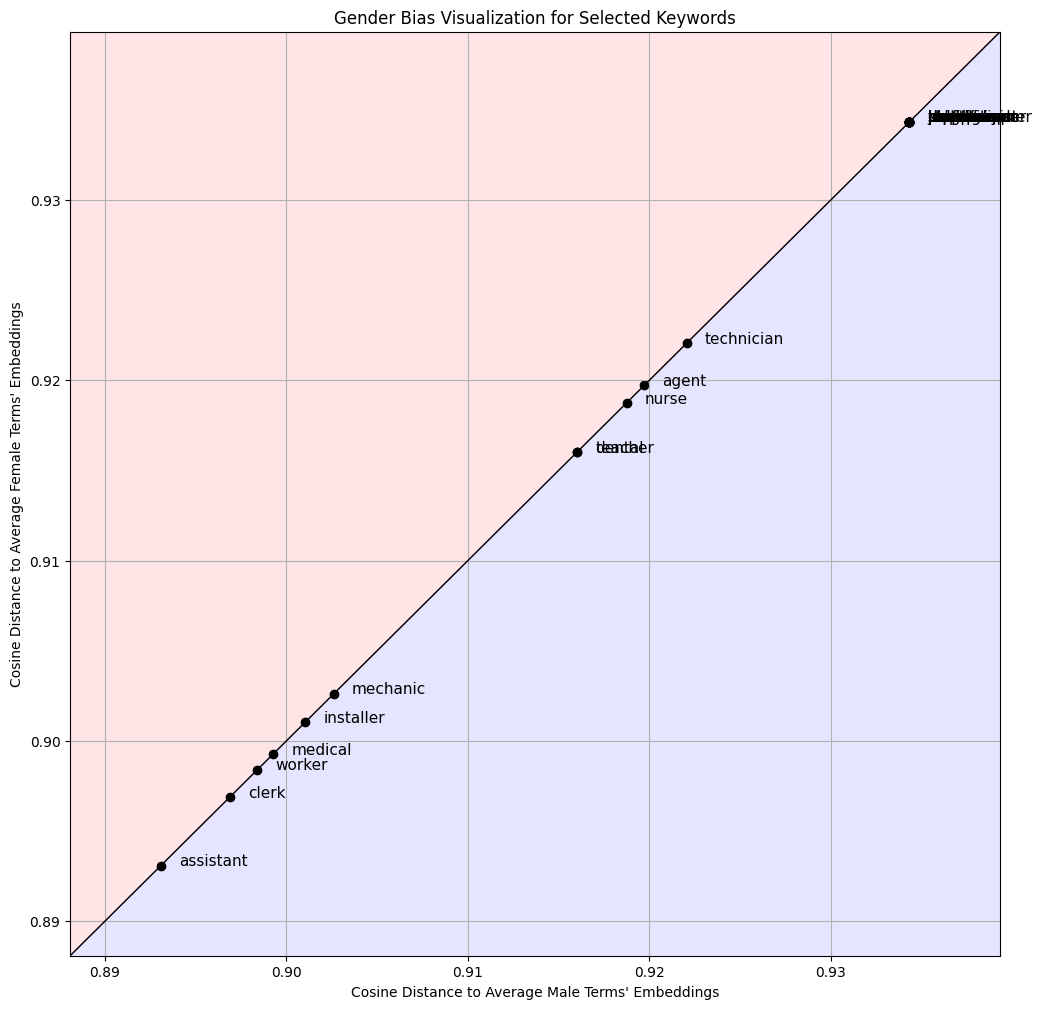 Gender Bias Visualization for Selected Keywords
Cosine Distance to Average Female Terms' Embeddings
0.93
0.92
0.91
0.90
0.89
technician
agent
nurse
mechanic
installer
medical
worker
clerk
assistant
0.89
0.90
0.91
0.92
0.93
Cosine Distance to Average Male Terms' Embeddings